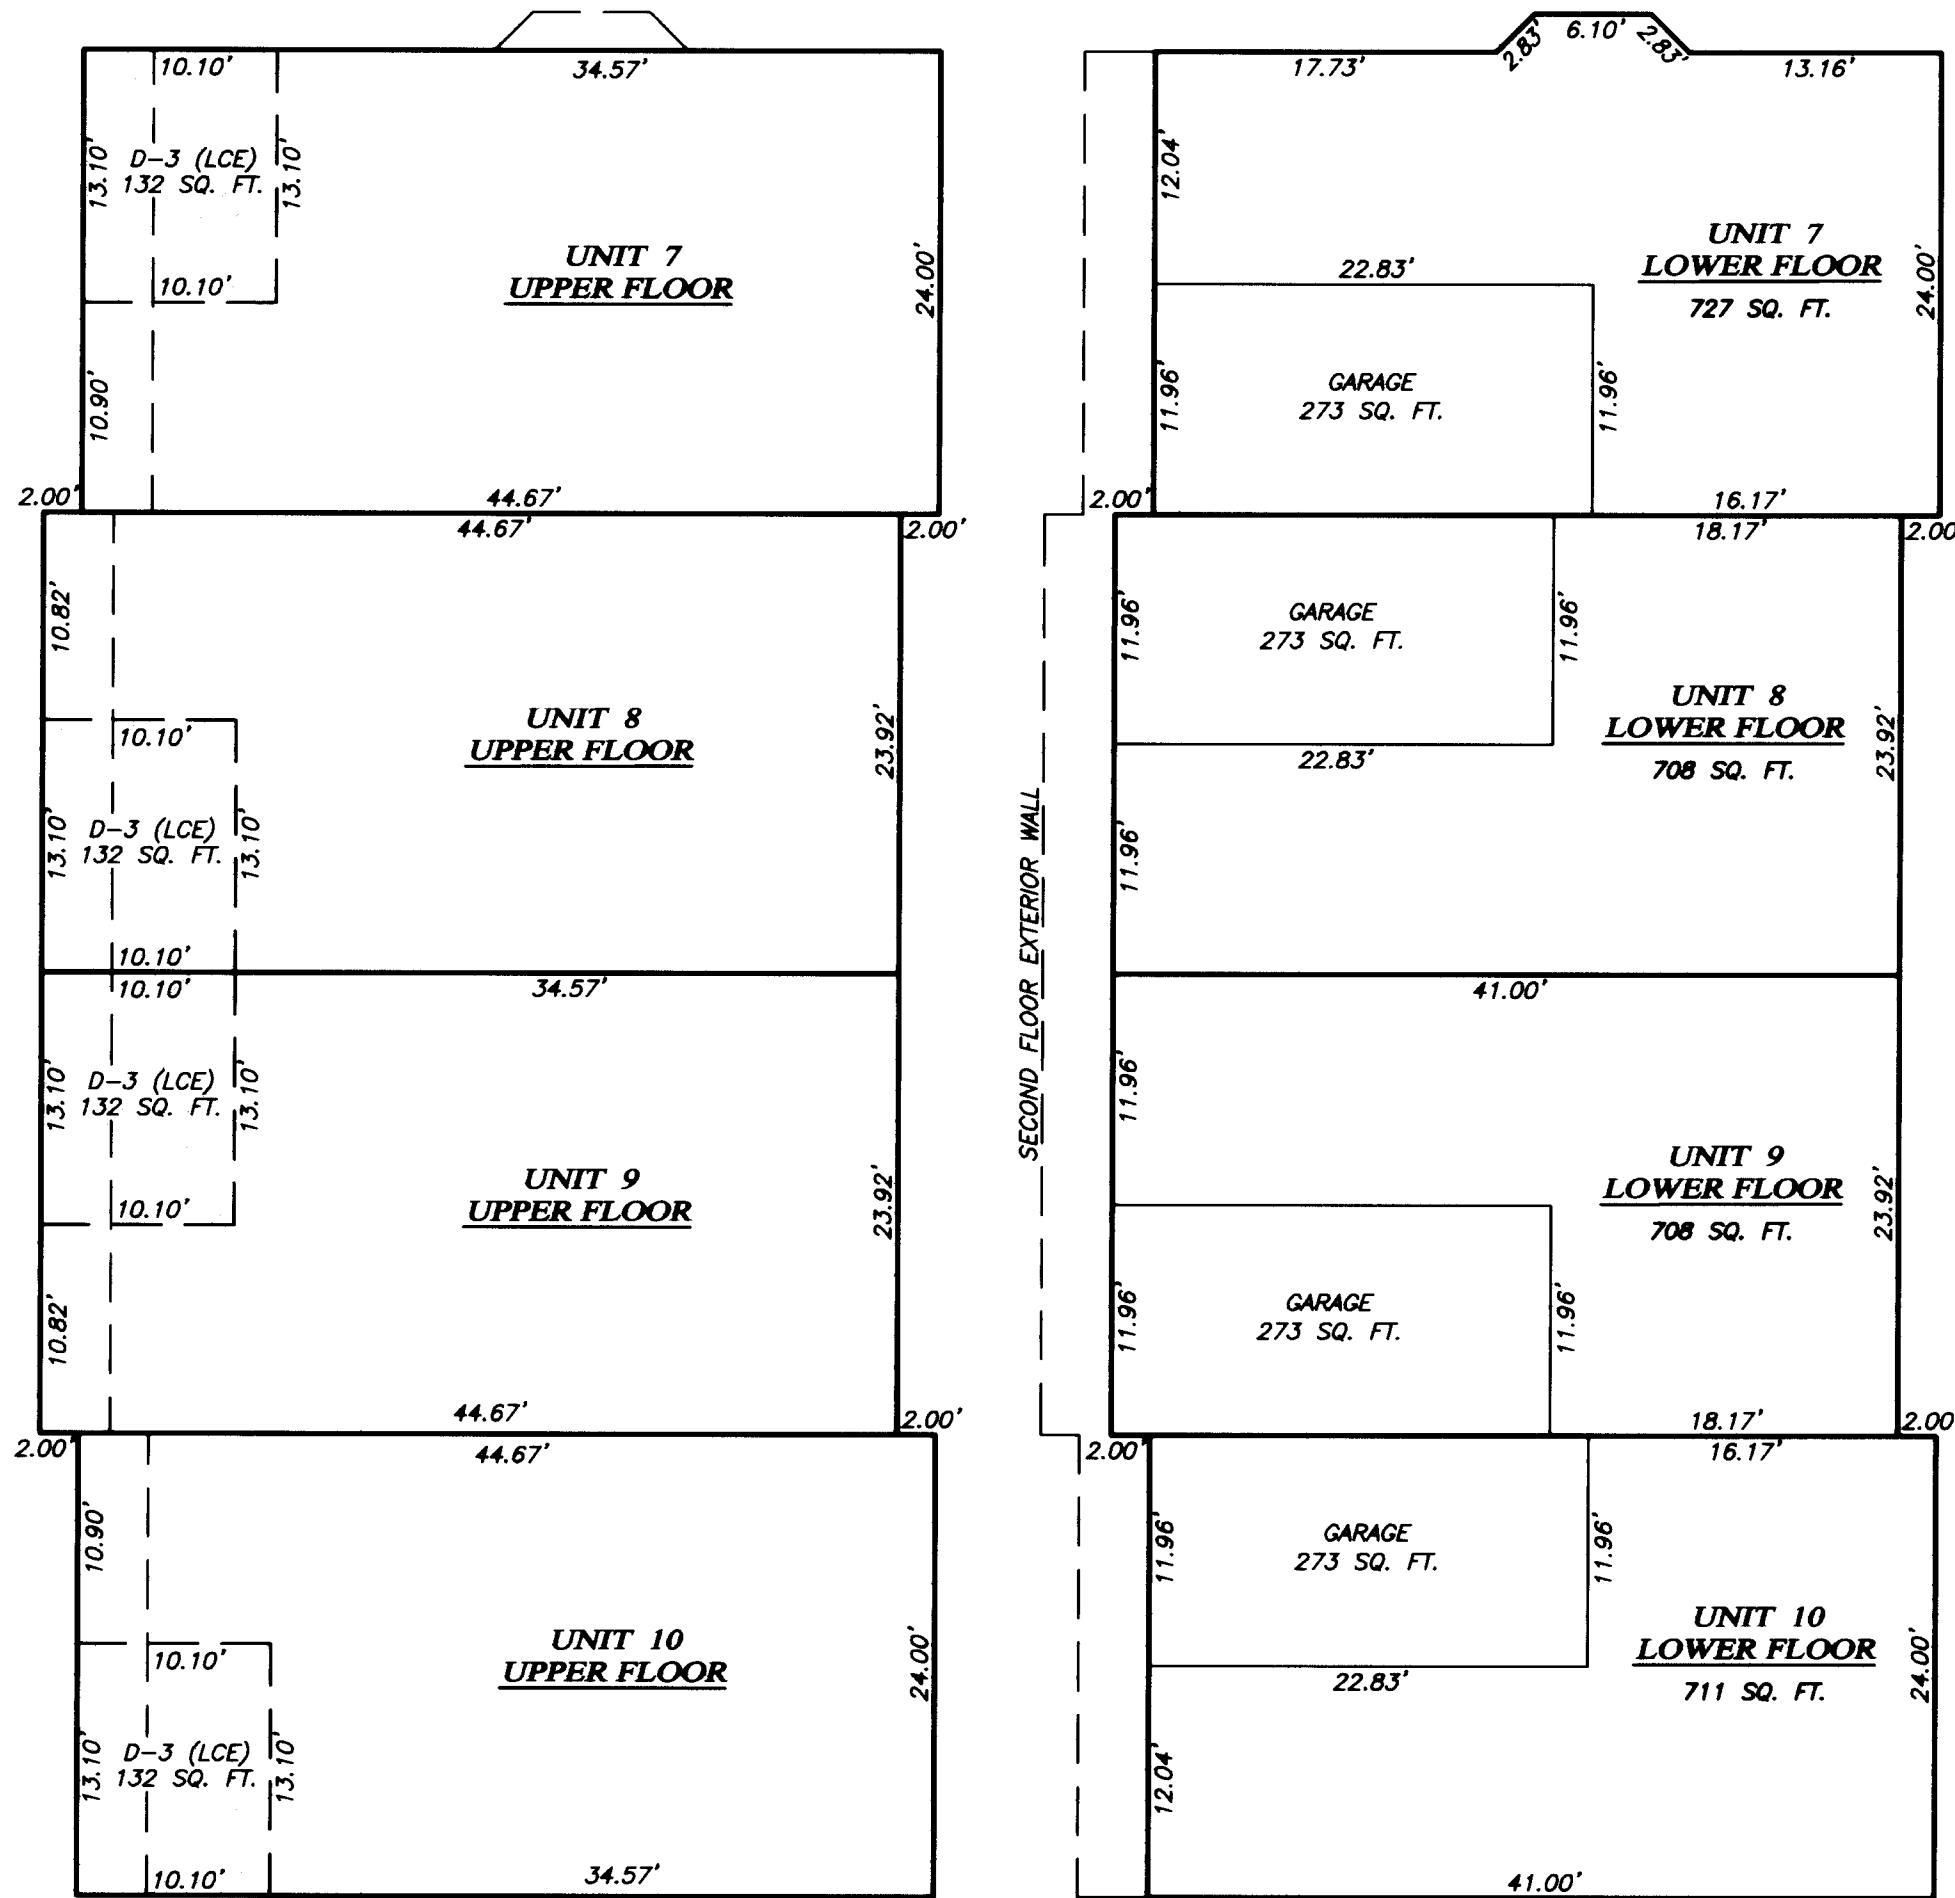 10.10'
34.57'
13.10'
D-3 (LCE)
132 SQ. FT.
13.10'
10.10'
UNIT 7
UPPER FLOOR
24.00'
10.90'
2.00'
44.67'
44.67'
2.00'
10.82'
UNIT 8
UPPER FLOOR
23.92'
10.10'
13.10'
D-3 (LCE)
132 SQ. FT.
13.10'
10.10'
10.10'
34.57'
13.10'
D-3 (LCE)
132 SQ. FT.
13.10'
10.10'
UNIT 9
UPPER FLOOR
23.92'
10.82'
44.67'
2.00'
2.00'
44.67'
10.90'
UNIT 10
UPPER FLOOR
24.00'
10.10'
13.10'
D-3 (LCE)
132 SQ. FT.
13.10'
10.10'
34.57'
SECOND FLOOR EXTERIOR WALL
17.73'
2.83'
6.10'
2.83'
13.16'
12.04'
UNIT 7
LOWER FLOOR
727 SQ. FT.
24.00'
22.83'
11.96'
GARAGE
273 SQ. FT.
11.96'
2.00'
16.17'
18.17'
2.00
11.96'
GARAGE
273 SQ. FT.
11.96'
22.83'
UNIT 8
LOWER FLOOR
708 SQ. FT.
23.92'
11.96'
41.00'
11.96'
UNIT 9
LOWER FLOOR
708 SQ. FT.
23.92'
11.96'
GARAGE
273 SQ. FT.
11.96'
18.17'
2.00
2.00'
16.17'
11.96'
GARAGE
273 SQ. FT.
11.96'
22.83'
UNIT 10
LOWER FLOOR
711 SQ. FT.
24.00'
12.04'
41.00'